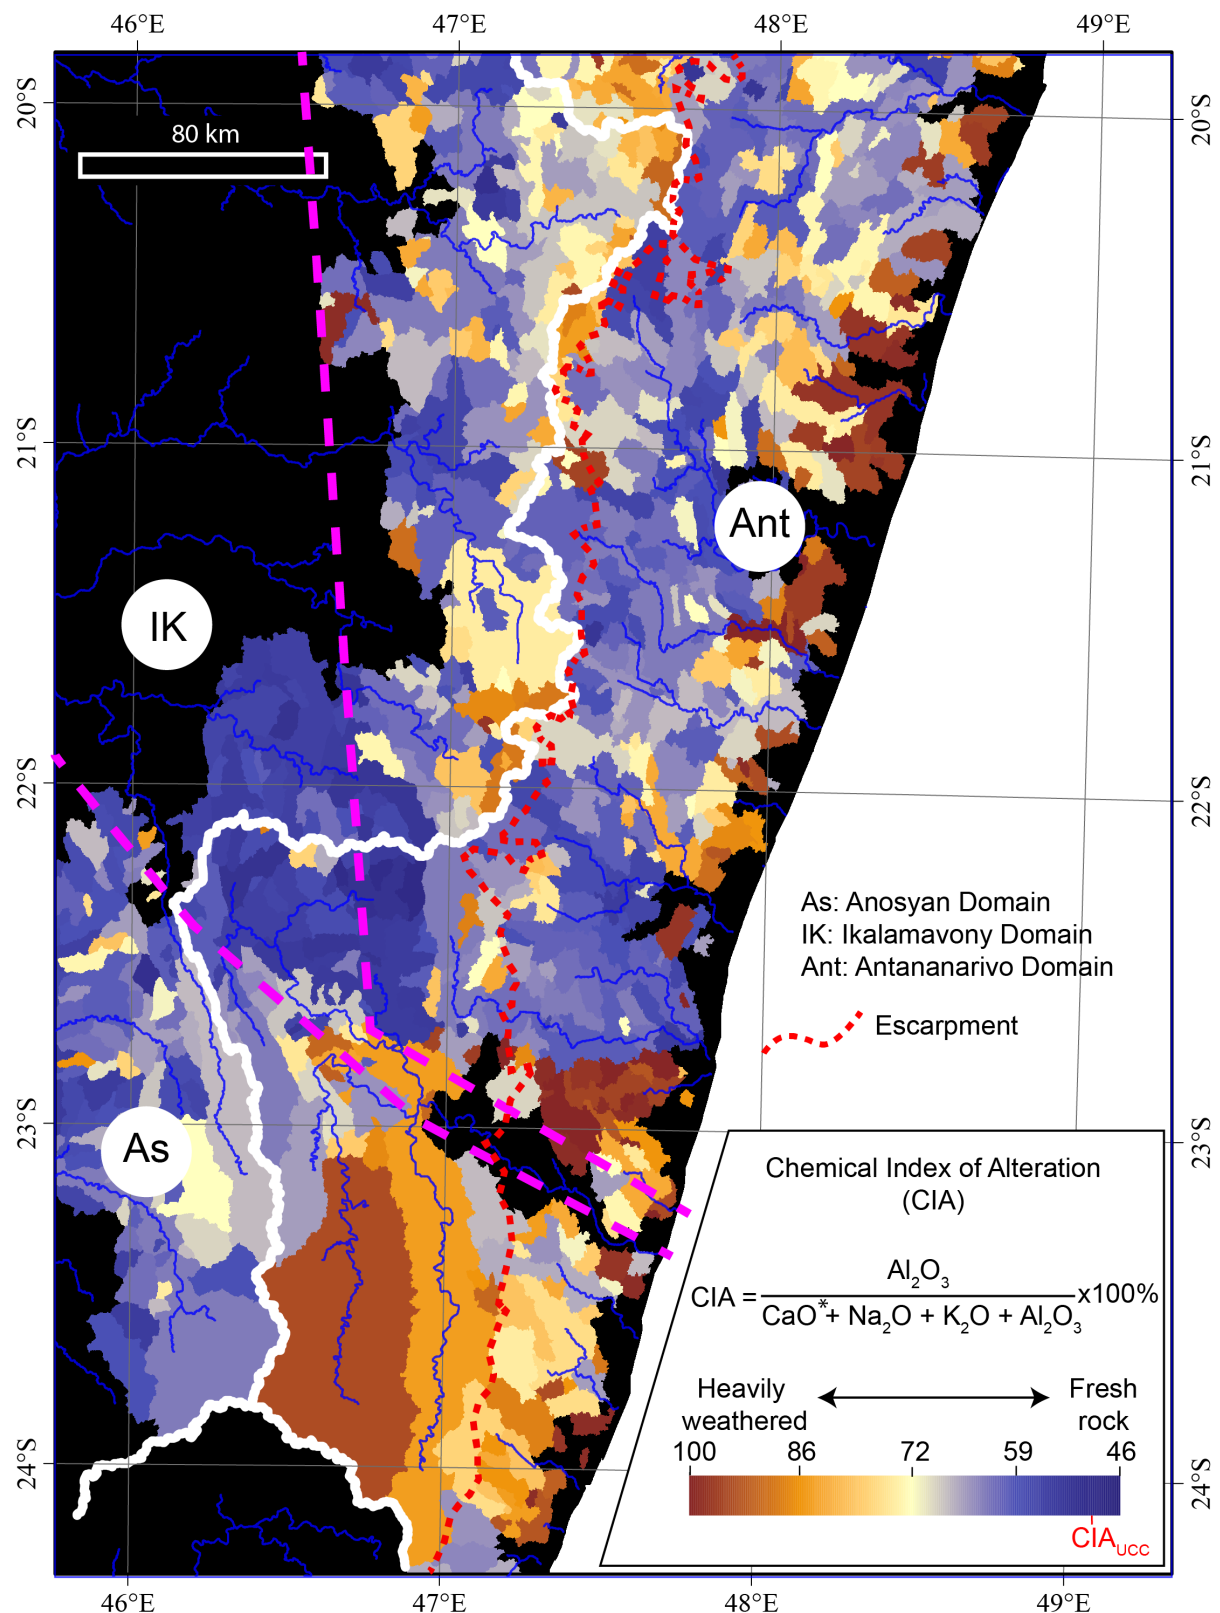 46°E 47°E 48°E 49°E
20°S 20°S
80 km
21°S 21°S
Ant
IK
22°S 22°S
As: Anosyan Domain
IK: Ikalamavony Domain
Ant: Antananarivo Domain
Escarpment
23°S 23°S
As
Chemical Index of Alteration
(CIA)
Al2O3
CIA = x100%
CaO*+ Na2O + K2O + Al2O3
Heavily Fresh
weathered rock
100 86 72 59 46
24°S 24°S
CIAUCC
46°E 47°E 48°E 49°E